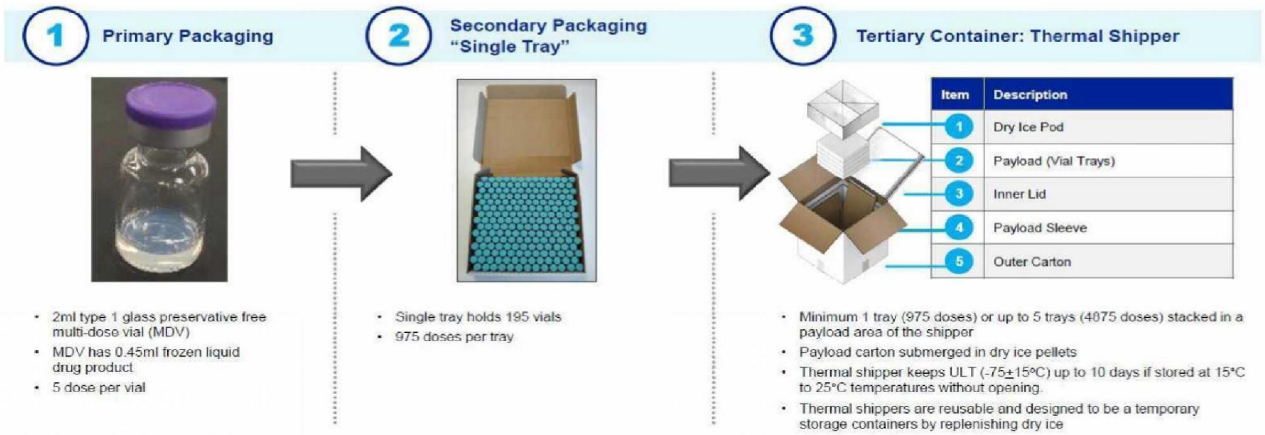 1
Primary Packaging
2ml type 1 glass preservative free
multi-dose vial (MDV)
MDV has 0.45ml frozen liquid
drug product
5 dose per vial
2
Secondary Packaging
“Single Tray”
Single tray holds 195 vials
975 doses per tray
3
Tertiary Container: Thermal Shipper
Item Description
1 Dry Ice Pod
2 Payload (Vial Trays)
3 Inner Lid
4 Payload Sleeve
5 Outer Carton
Minimum 1 tray (975 doses) or up to 5 trays (4875 doses) stacked in a
payload area of the shipper
Payload carton submerged in dry ice pellets
Thermal shipper keeps ULT (-75±15ºC) up to 10 days if stored at 15°C
to 25°C temperatures without opening.
Thermal shippers are reusable and designed to be a temporary
storage containers by replenishing dry ice